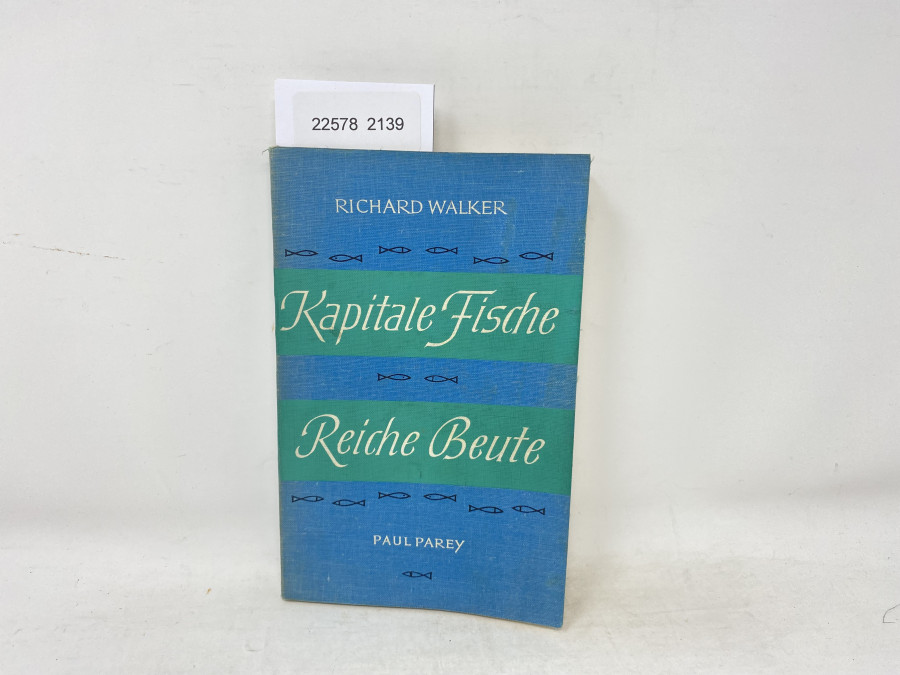 22578 2139
RICHARD WALKER
Kapitale Fische
Reiche Beute
PAUL PAREY